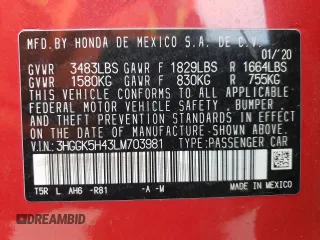 MFD.BY HONDA DE MEXICO S.A. DE C.V.
01/'20
GVWR 3483LBS GAWR F 1829LBS R 1664LBS
GVWR 1580KG GAWR F 830KG R 755KG
THIS VEHICLE CONFORMS TO ALL APPLICABLE
FEDERAL MOTOR VEHICLE SAFETY, BUMPER
AND THEFT PREVENTION STANDARDS IN EFFECT
ON THE DATE OF MANUFACTURE SHOWN ABOVE.
V.I.N.:3HGGK5H43LM703981 TYPE:PASSENGER CAR
T5R L AH6 -R81 -A -W
MADE IN MEXICO
DREAMBID